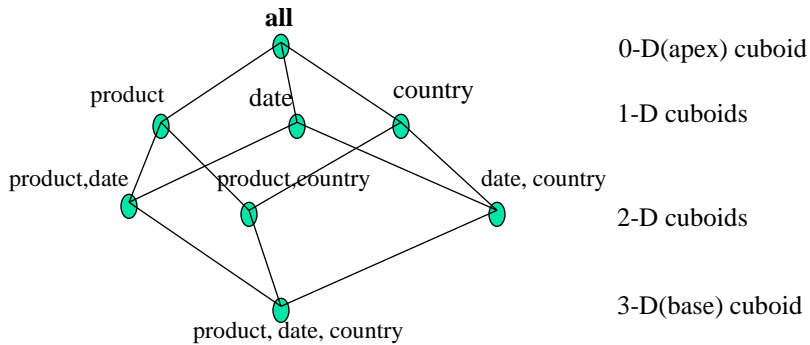 all
0-D(apex) cuboid
product
date
country
1-D cuboids
product,date
product,country
date, country
2-D cuboids
3-D(base) cuboid
product, date, country